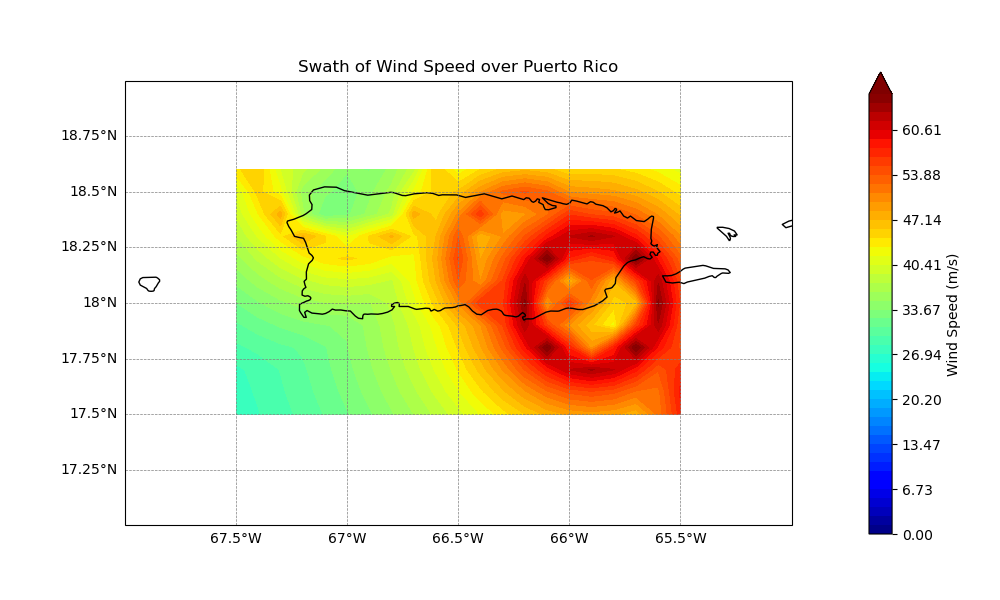 Swath of Wind Speed over Puerto Rico
18.75°N
18.5°N
18.25°N
18°N
17.75°N
17.5°N
17.25°N
67.5°W 67°W 66.5°W 66°W 65.5°W
60.61
53.88
47.14
40.41
33.67
26.94
20.20
13.47
6.73
0.00
Wind Speed (m/s)